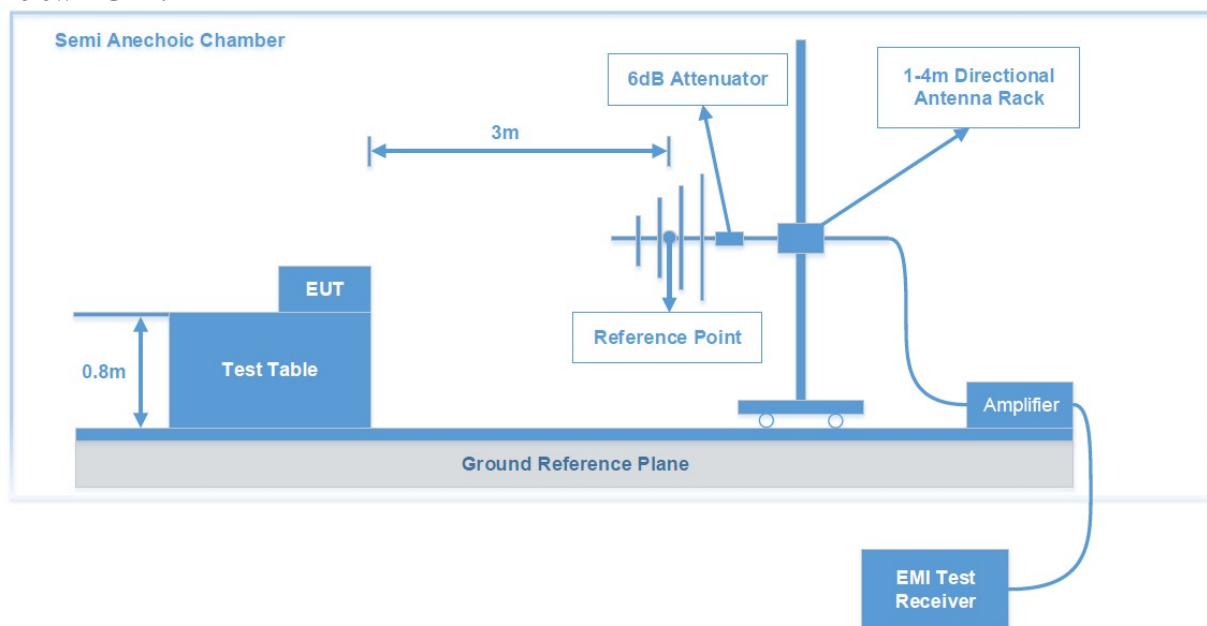 Semi Anechoic Chamber
6dB Attenuator
1-4m Directional
Antenna Rack
3m
EUT
Reference Point
0.8m
Test Table
Amplifier
Ground Reference Plane
EMI Test
Receiver